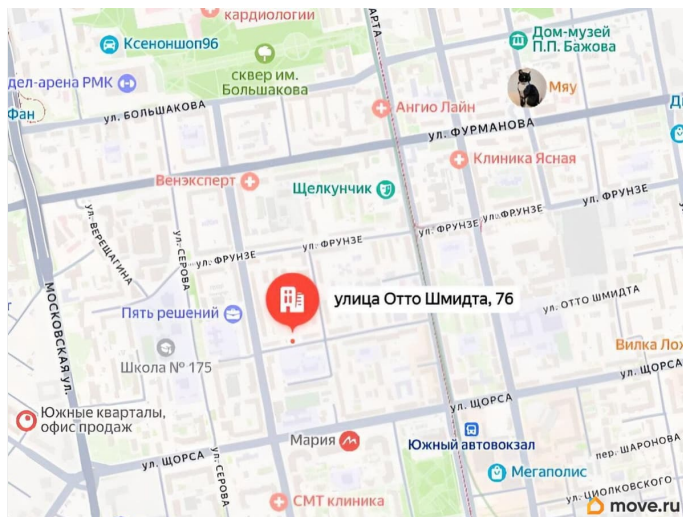 кардиологии
АРТА
Ксеноншоп96
Дом-музей
П.П. Бажова
сквер им.
Большакова
дел-арена РМК
Мяу
Ангио Лайн
Фан
ул. БОЛЬШАКОВА
ул. ФУРМАНОВА
Клиника Ясная
Венэксперт
Щелкунчик
ул. ФРУНЗЕ
ул. ФРУНЗЕ
ул. ФРУНЗЕ
ул. ФРУНЗЕ
ул. ФРУНЗЕ
ул. ВЕРЕЩАГИНА
ул. СЕРОВА
МОСКОВСКАЯ ул.
улица Отто Шмидта, 76
ул. ОТТО ШМИДТА
Пять решений
Вилка Лож
Школа № 175
ул. ЩОРСА
ул. ЩОРСА
Южные кварталы,
офис продаж
Мария
Южный автовокзал
пер. ШАРОНОВА
ул. ЩОРСА
ул. СЕРОВА
Мегаполис
СМТ клиника
ул. ЦИОЛКОВСКОГО
move.ru